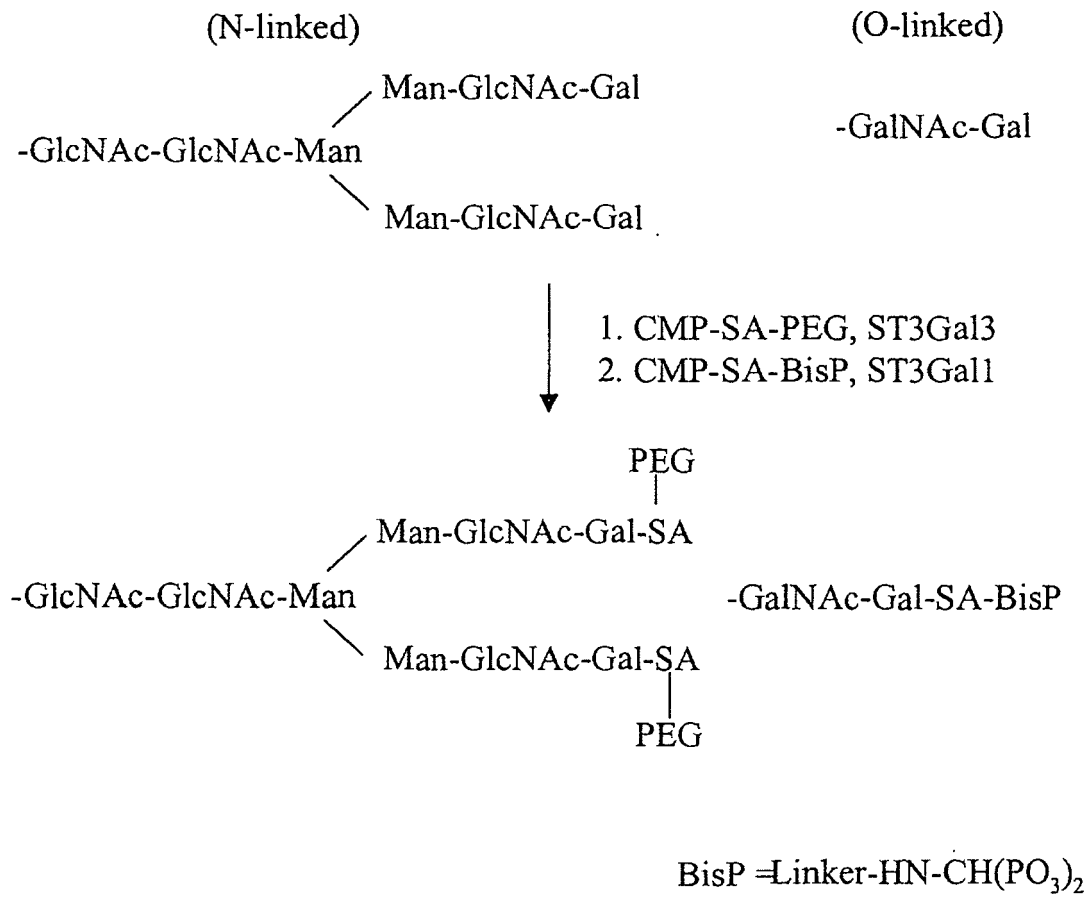 (N-linked)
(O-linked)
Man-GlcNAc-Gal
-GalNAc-Gal
-GlcNAc-GlcNAc-Man
Man-GlcNAc-Gal
1. CMP-SA-PEG, ST3Gal3
2. CMP-SA-BisP, ST3Gal1
PEG
Man-GlcNAc-Gal-SA
-GlcNAc-GlcNAc-Man
-GalNAc-Gal-SA-BisP
Man-GlcNAc-Gal-SA
PEG
BisP =Linker-HN-CH(PO₃)₂